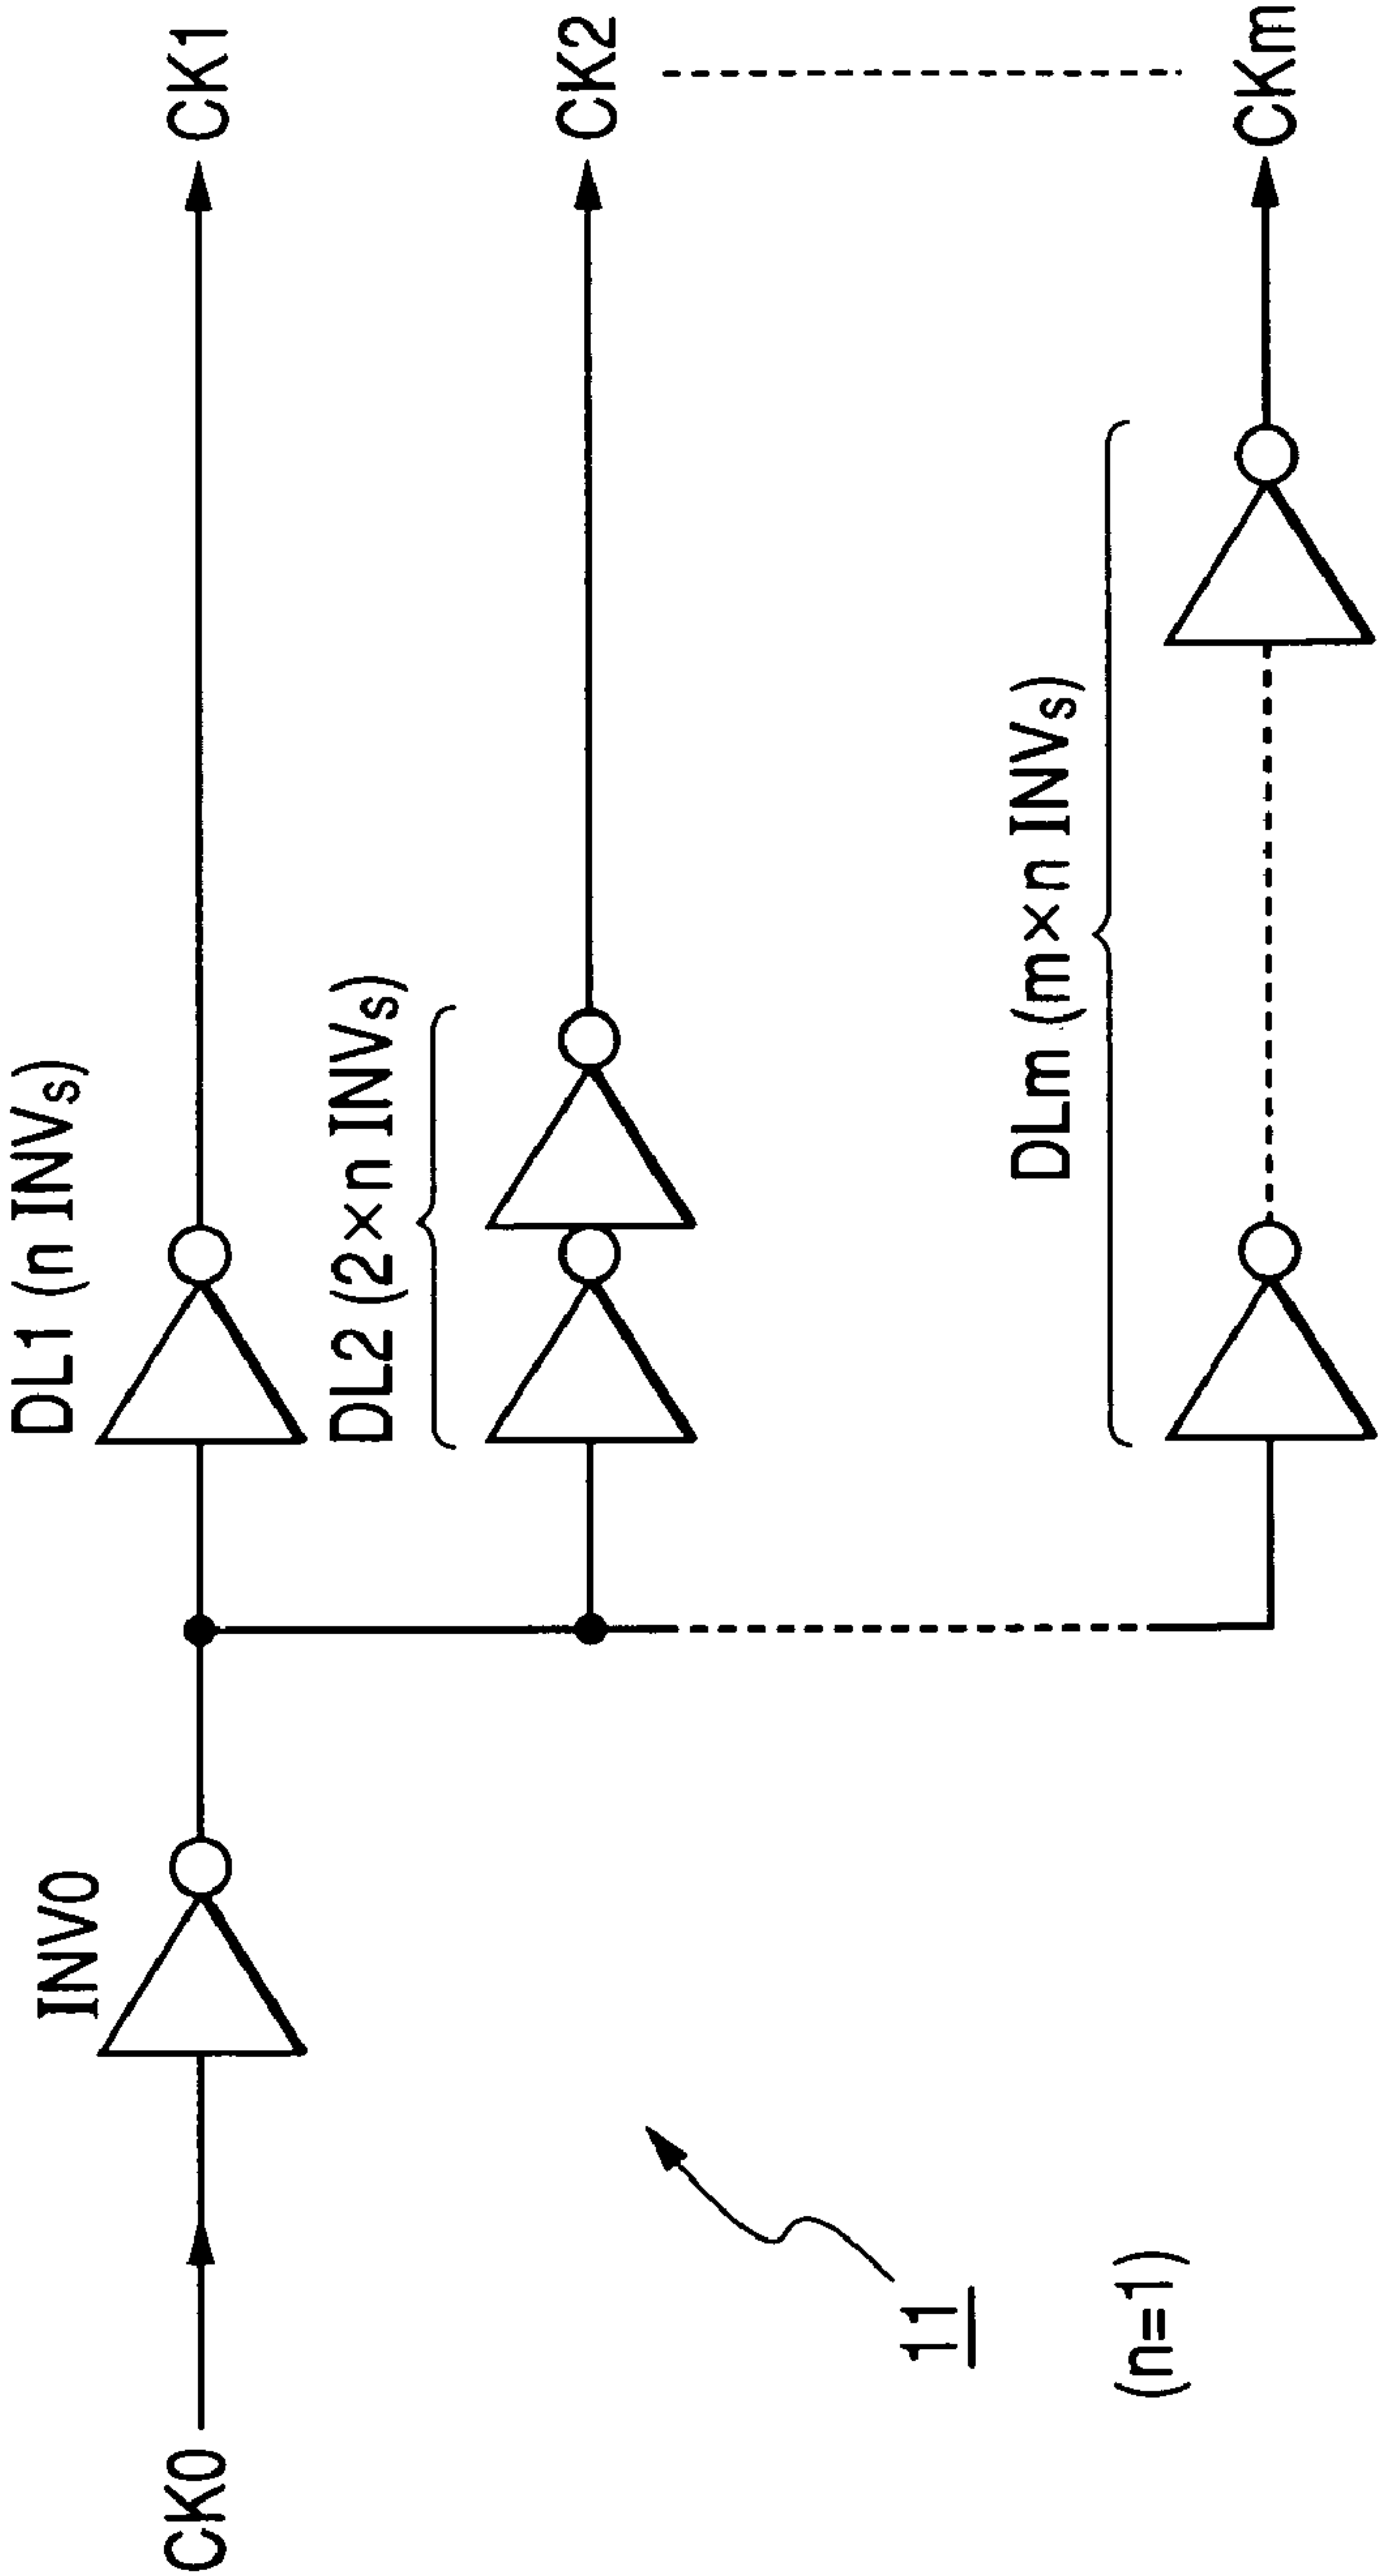 CK0
INV0
DL1 (n INVs)
CK1
DL2 (2×n INVs)
CK2
DLm (m×n INVs)
CKm
11
(n=1)